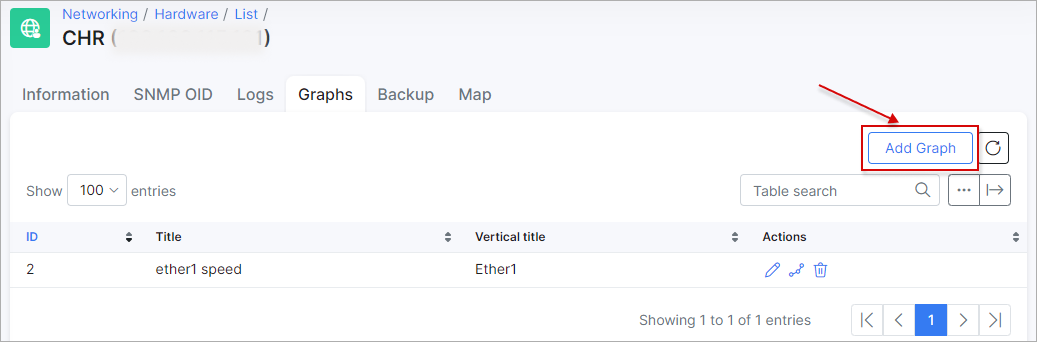 Networking / Hardware / List /
CHR ( 1)
Information SNMP OID Logs Graphs Backup Map
Add Graph
Show 100 entries Table search
ID Title Vertical title Actions
2 ether1 speed Ether1
Showing 1 to 1 of 1 entries 1